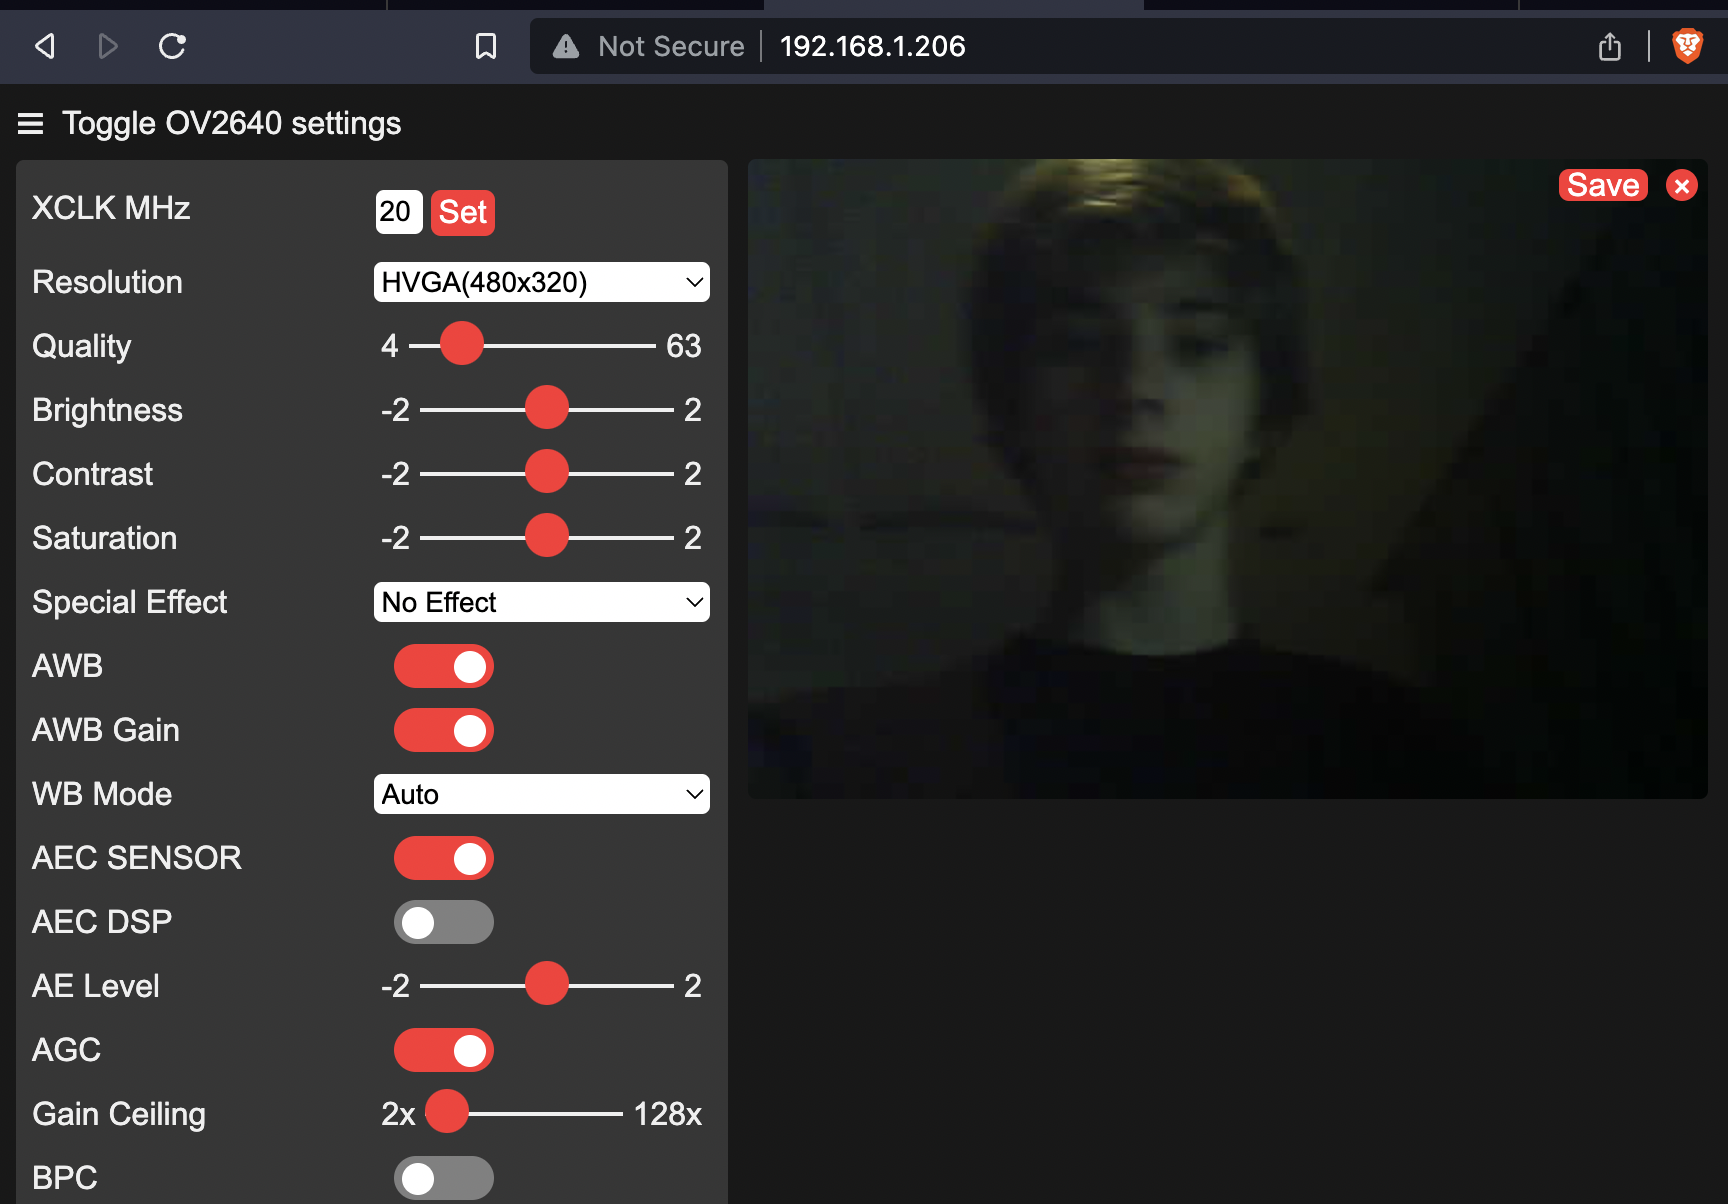 Not Secure 192.168.1.206
Toggle OV2640 settings
XCLK MHz 20 Set
Save
Resolution HVGA(480x320)
Quality 4 63
Brightness -2 2
Contrast -2 2
Saturation -2 2
Special Effect No Effect
AWB
AWB Gain
WB Mode Auto
AEC SENSOR
AEC DSP
AE Level -2 2
AGC
Gain Ceiling 2x 128x
BPC